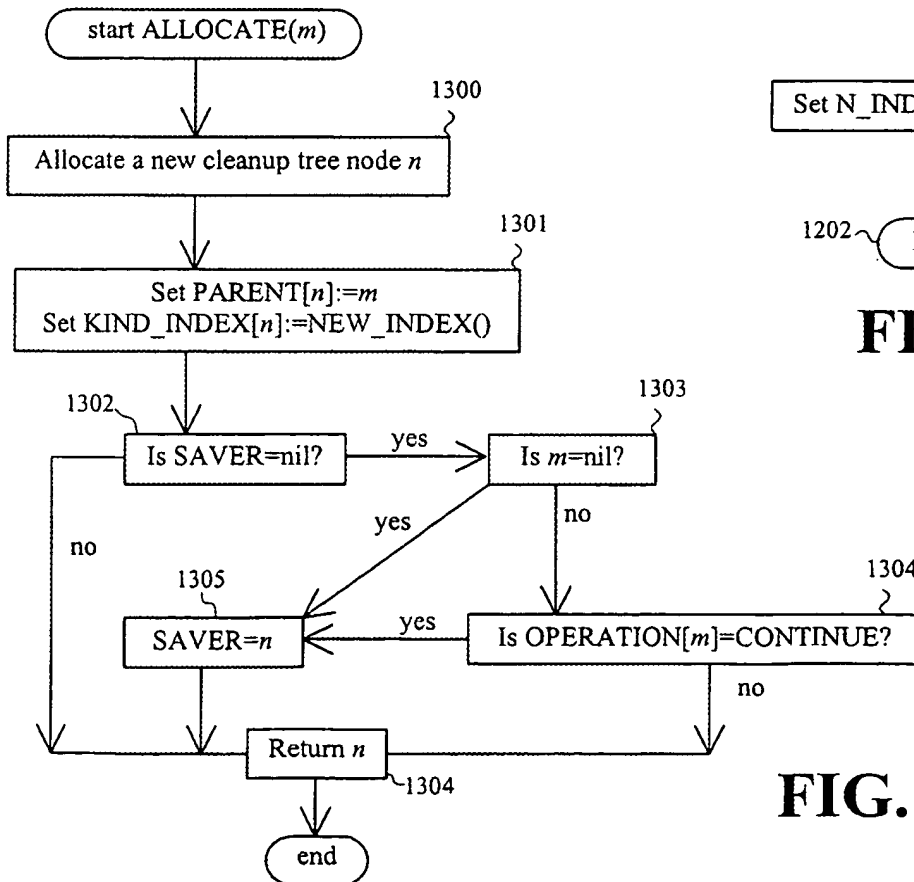 start ALLOCATE(m)
1300
Allocate a new cleanup tree node n
1301
Set PARENT[n]:=m
Set KIND_INDEX[n]:=NEW_INDEX()
1302
Is SAVER=nil?
yes
1303
Is m=nil?
no
yes
no
1305
SAVER=n
yes
1304
Is OPERATION[m]=CONTINUE?
no
Return n
1304
end
Set N_IND
1202
FIG.